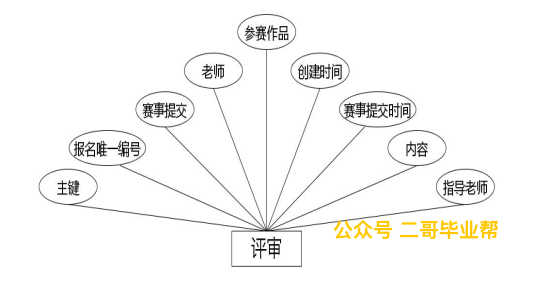 参赛作品
老师
创建时间
赛事提交
赛事提交时间
报名唯一编号
内容
主键
指导老师
公众号 二哥毕业帮
评审